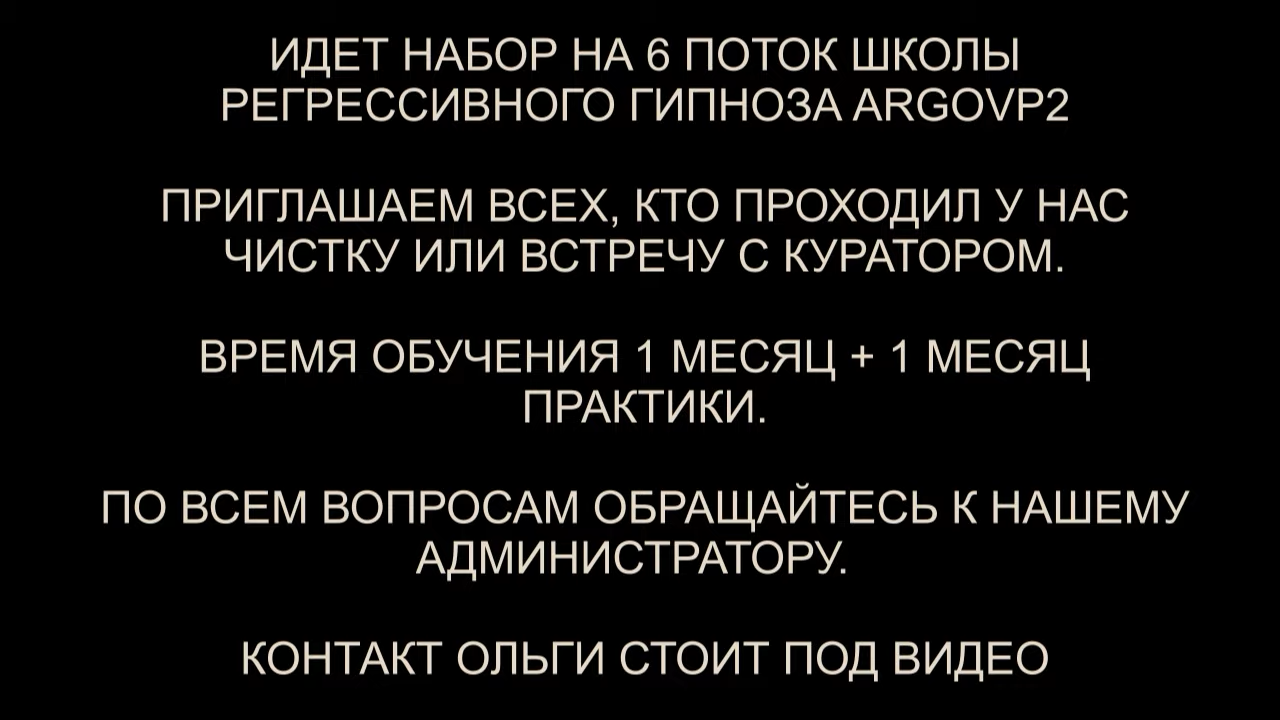 ИДЕТ НАБОР НА 6 ПОТОК ШКОЛЫ
РЕГРЕССИВНОГО ГИПНОЗА ARGOVP2
ПРИГЛАШАЕМ ВСЕХ, КТО ПРОХОДИЛ У НАС
ЧИСТКУ ИЛИ ВСТРЕЧУ С КУРАТОРОМ.
ВРЕМЯ ОБУЧЕНИЯ 1 МЕСЯЦ + 1 МЕСЯЦ
ПРАКТИКИ.
ПО ВСЕМ ВОПРОСАМ ОБРАЩАЙТЕСЬ К НАШЕМУ
АДМИНИСТРАТОРУ.
КОНТАКТ ОЛЬГИ СТОИТ ПОД ВИДЕО